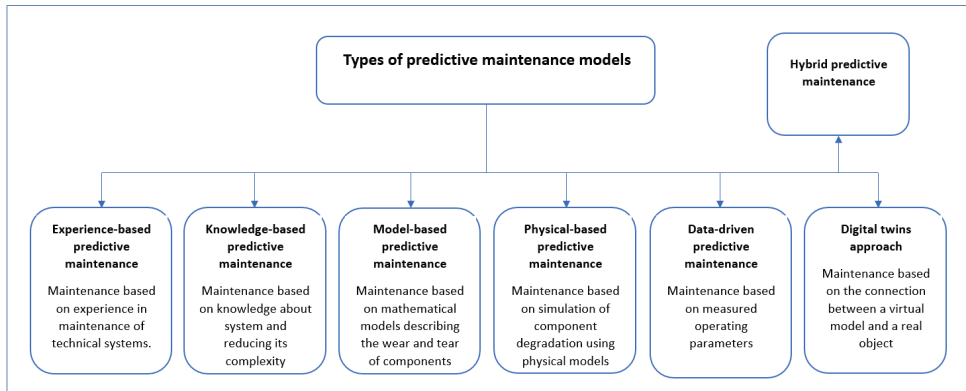 Types of predictive maintenance models
Hybrid predictive
maintenance
Experience-based
predictive
maintenance
Maintenance based
on experience in
maintenance of
technical systems.
Knowledge-based
predictive
maintenance
Maintenance based
on knowledge about
system and
reducing its
complexity
Model-based
predictive
maintenance
Maintenance based
on mathematical
models describing
the wear and tear
of components
Physical-based
predictive
maintenance
Maintenance based
on simulation of
component
degradation using
physical models
Data-driven
predictive
maintenance
Maintenance based
on measured
operating
parameters
Digital twins
approach
Maintenance based
on the connection
between a virtual
model and a real
object